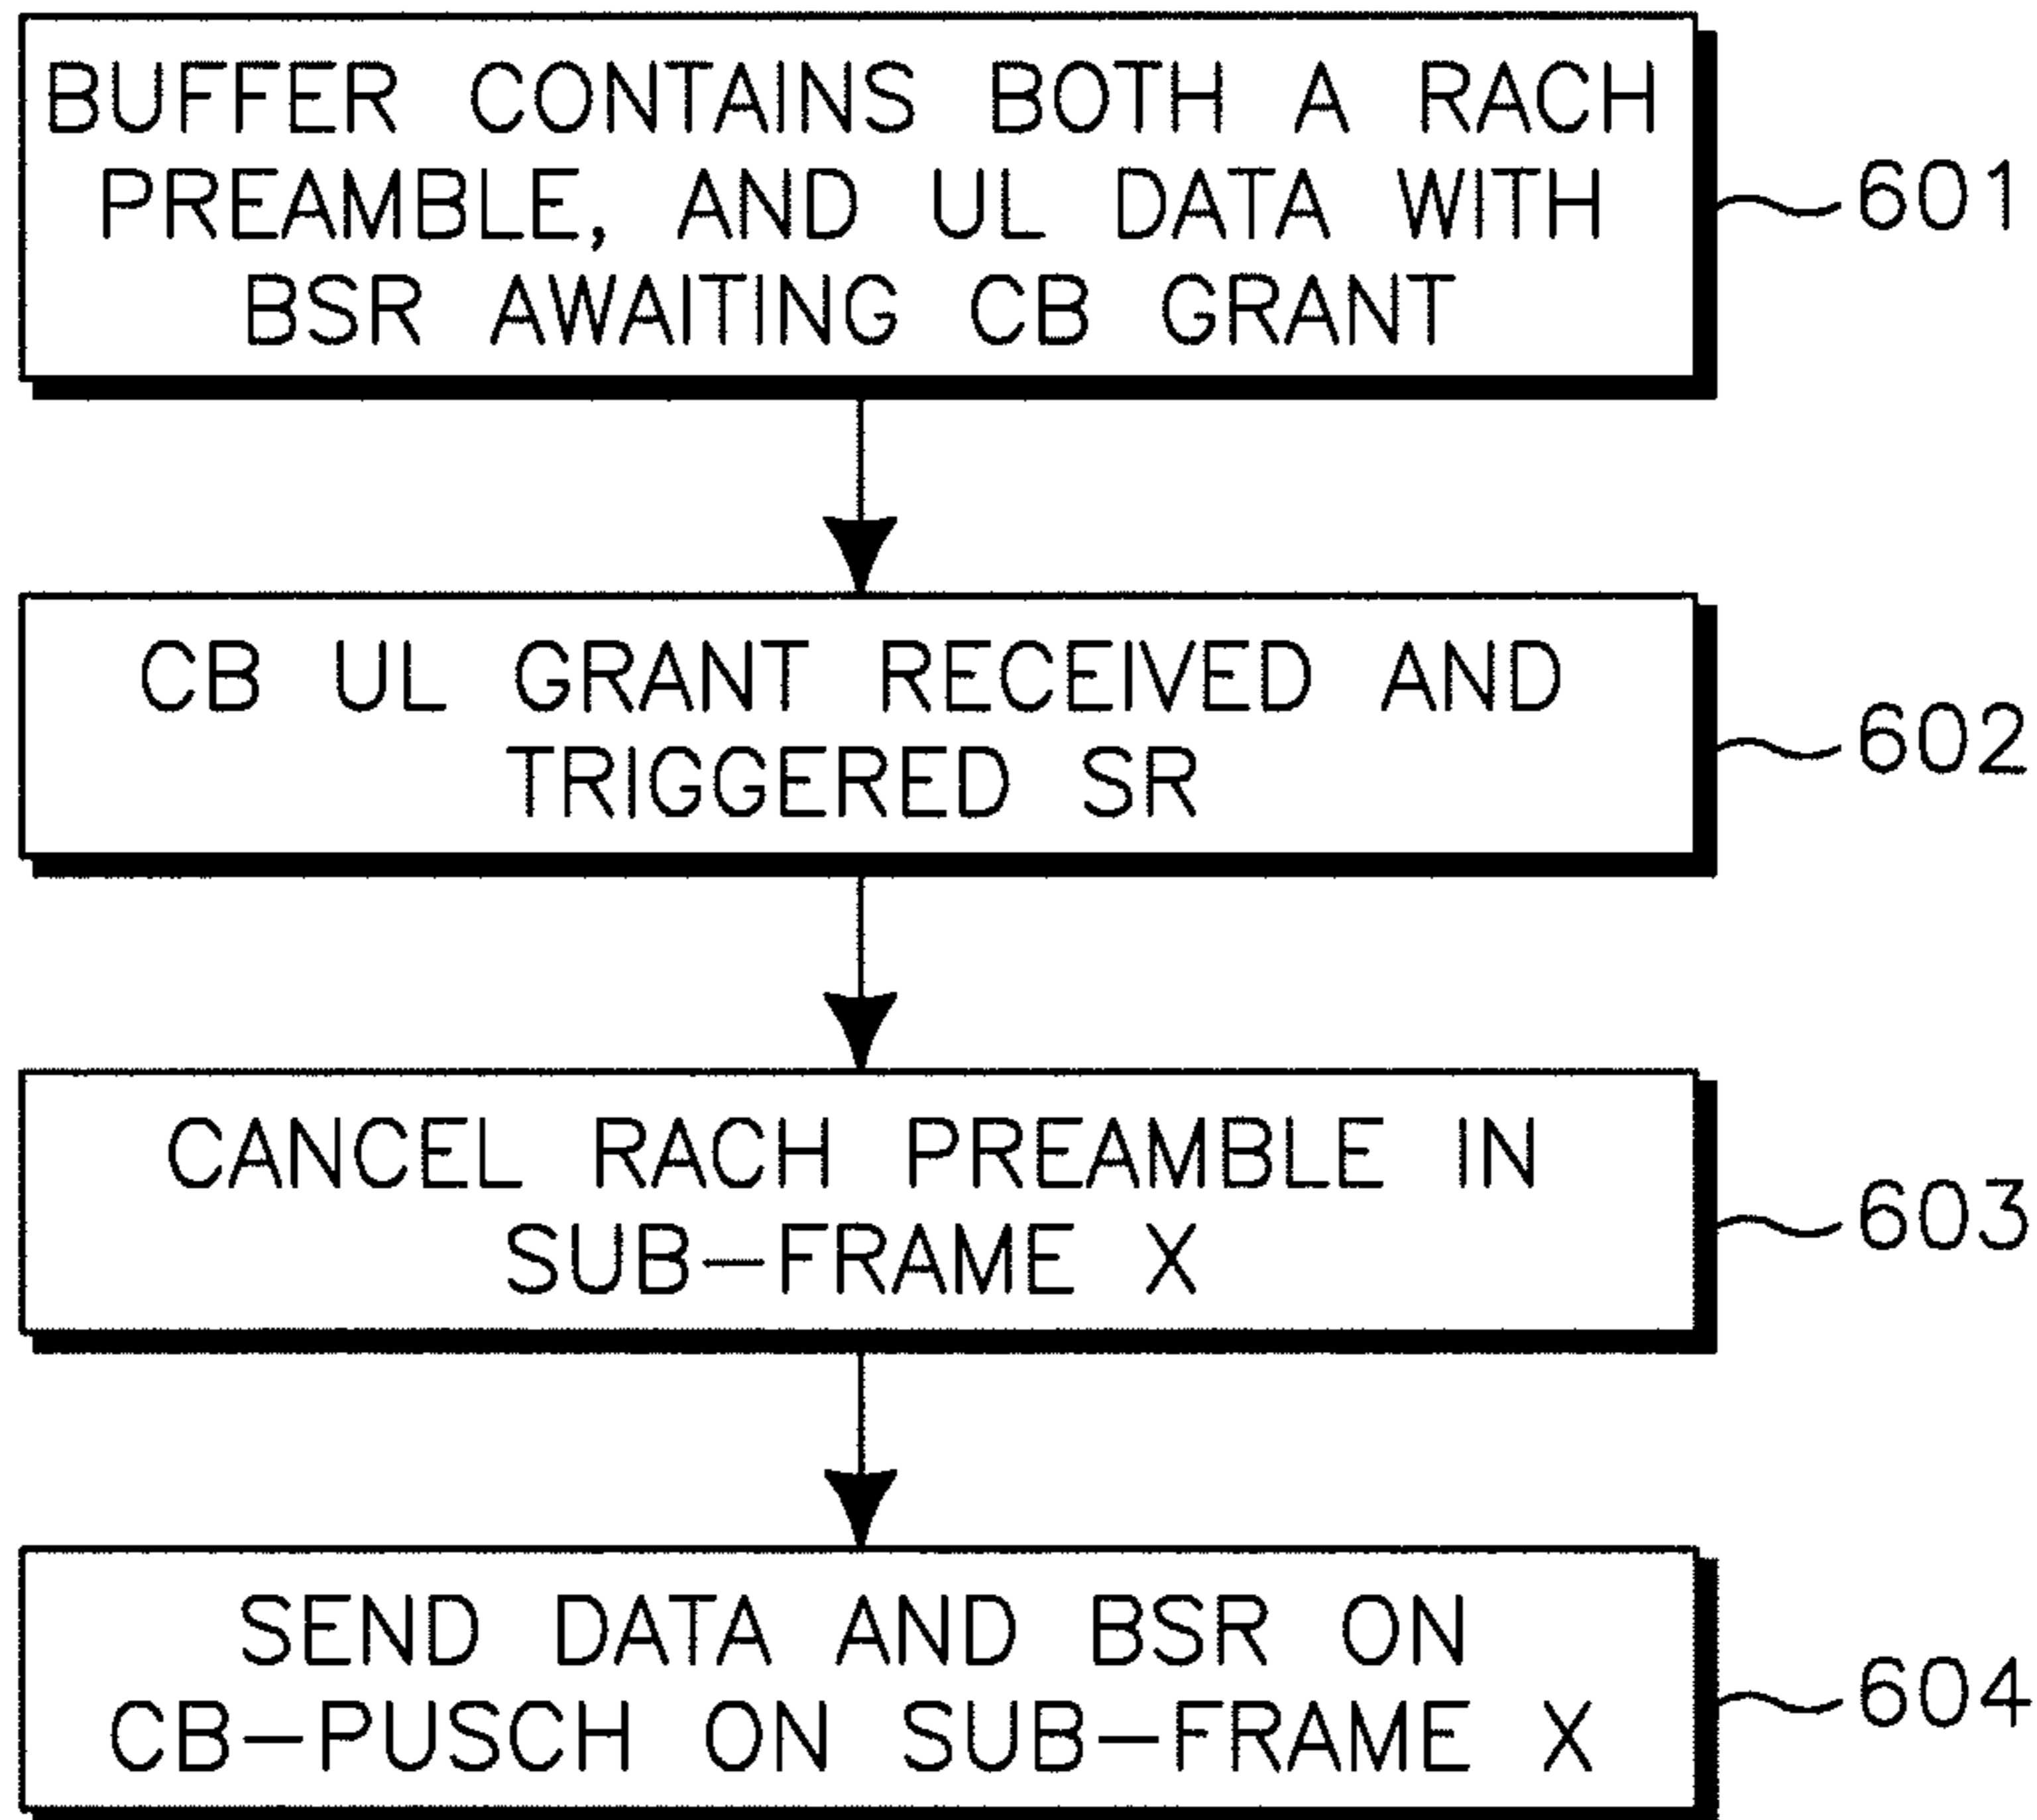 BUFFER CONTAINS BOTH A RACH
PREAMBLE, AND UL DATA WITH
BSR AWAITING CB GRANT
601
CB UL GRANT RECEIVED AND
TRIGGERED SR
602
CANCEL RACH PREAMBLE IN
SUB-FRAME X
603
SEND DATA AND BSR ON
CB-PUSCH ON SUB-FRAME X
604